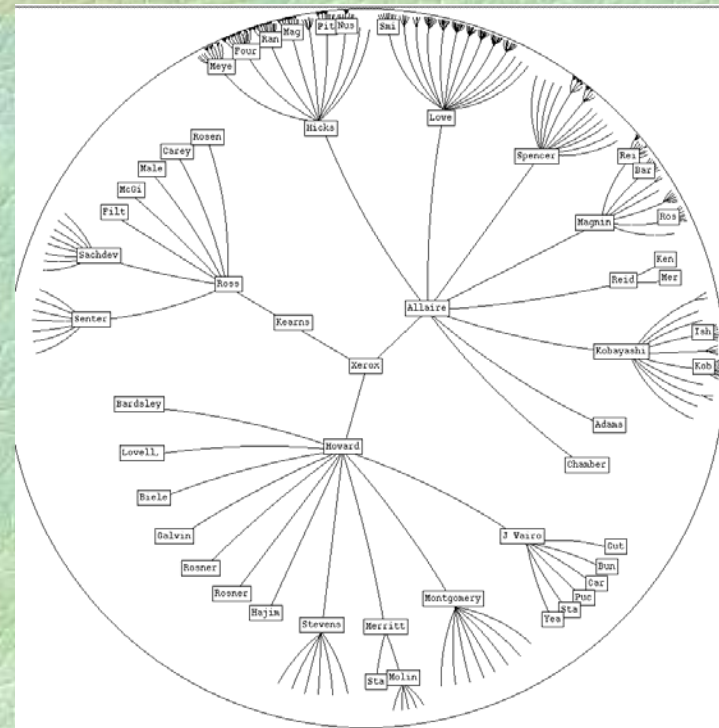 Pit
Nus
Smi
Mag
Ran
Four
Meye
Hicks
Love
Rosen
Carey
Male
McGi
Filt
Spencer
Rei
Bar
Magnin
Ros
Sachdev
Ross
Ken
Reid
Mer
Senter
Kearns
Allaire
Ish
Kobayashi
Kob
Xerox
Bardsley
Adams
Howard
Lovell,
Chamber
Biele
Galvin
J Vairo
Cut
Rosner
Bun
Car
Rosner
Puc
Hajim
Montgomery
Sta
Yea
Stevens
Merritt
Sta
Molin